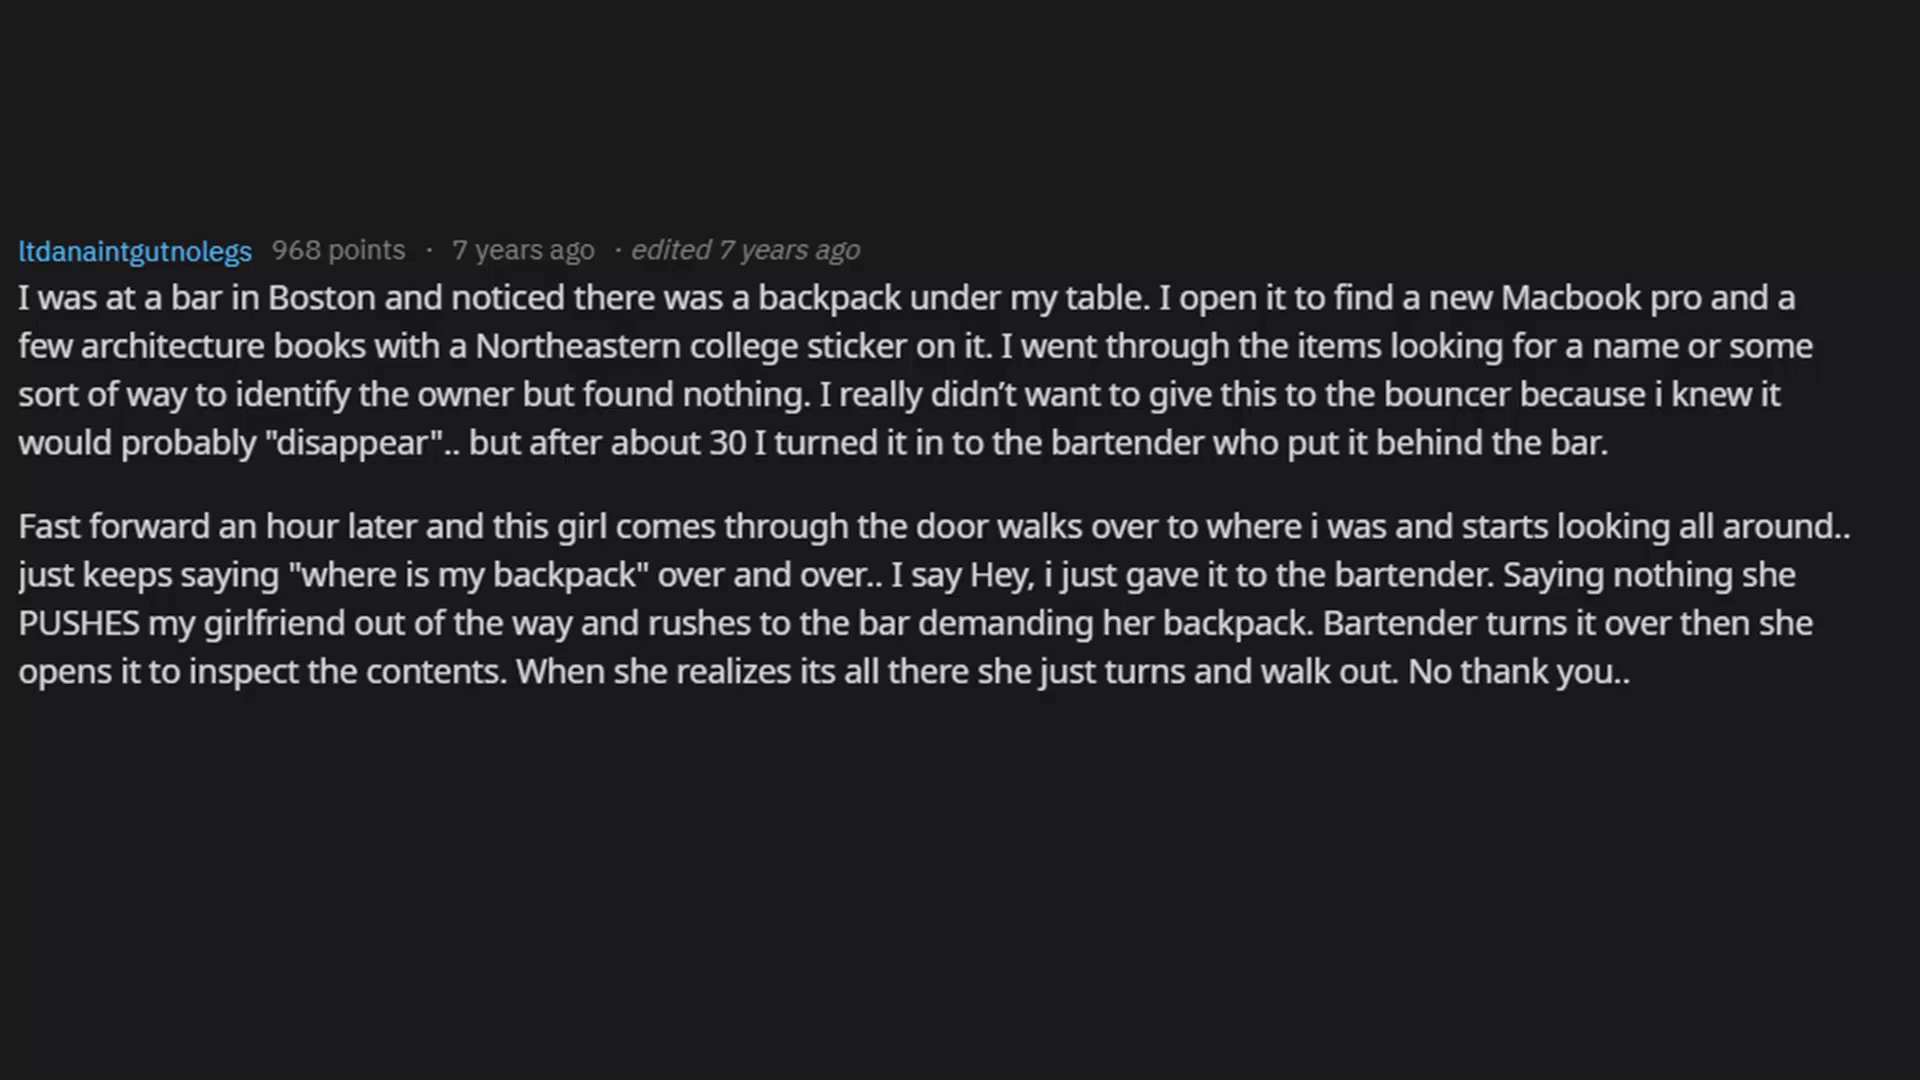 ltdanaintgutnolegs 968 points · 7 years ago · edited 7 years ago
I was at a bar in Boston and noticed there was a backpack under my table. I open it to find a new Macbook pro and a
few architecture books with a Northeastern college sticker on it. I went through the items looking for a name or some
sort of way to identify the owner but found nothing. I really didn’t want to give this to the bouncer because i knew it
would probably "disappear".. but after about 30 I turned it in to the bartender who put it behind the bar.
Fast forward an hour later and this girl comes through the door walks over to where i was and starts looking all around..
just keeps saying "where is my backpack" over and over.. I say Hey, i just gave it to the bartender. Saying nothing she
PUSHES my girlfriend out of the way and rushes to the bar demanding her backpack. Bartender turns it over then she
opens it to inspect the contents. When she realizes its all there she just turns and walk out. No thank you..